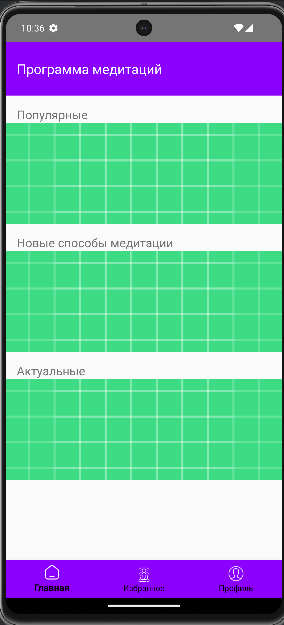 10:36
Программа медитаций
Популярные
Новые способы медитации
Актуальные
Главная
Избранное
Профиль